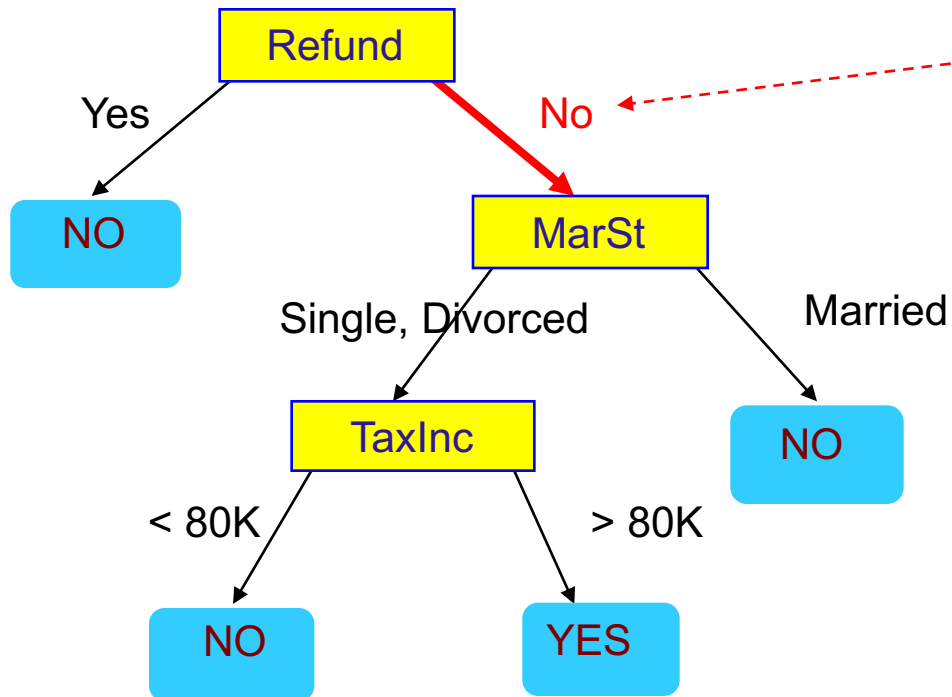 Refund
Yes
No
NO
MarSt
Single, Divorced
Married
TaxInc
NO
< 80K
> 80K
NO
YES